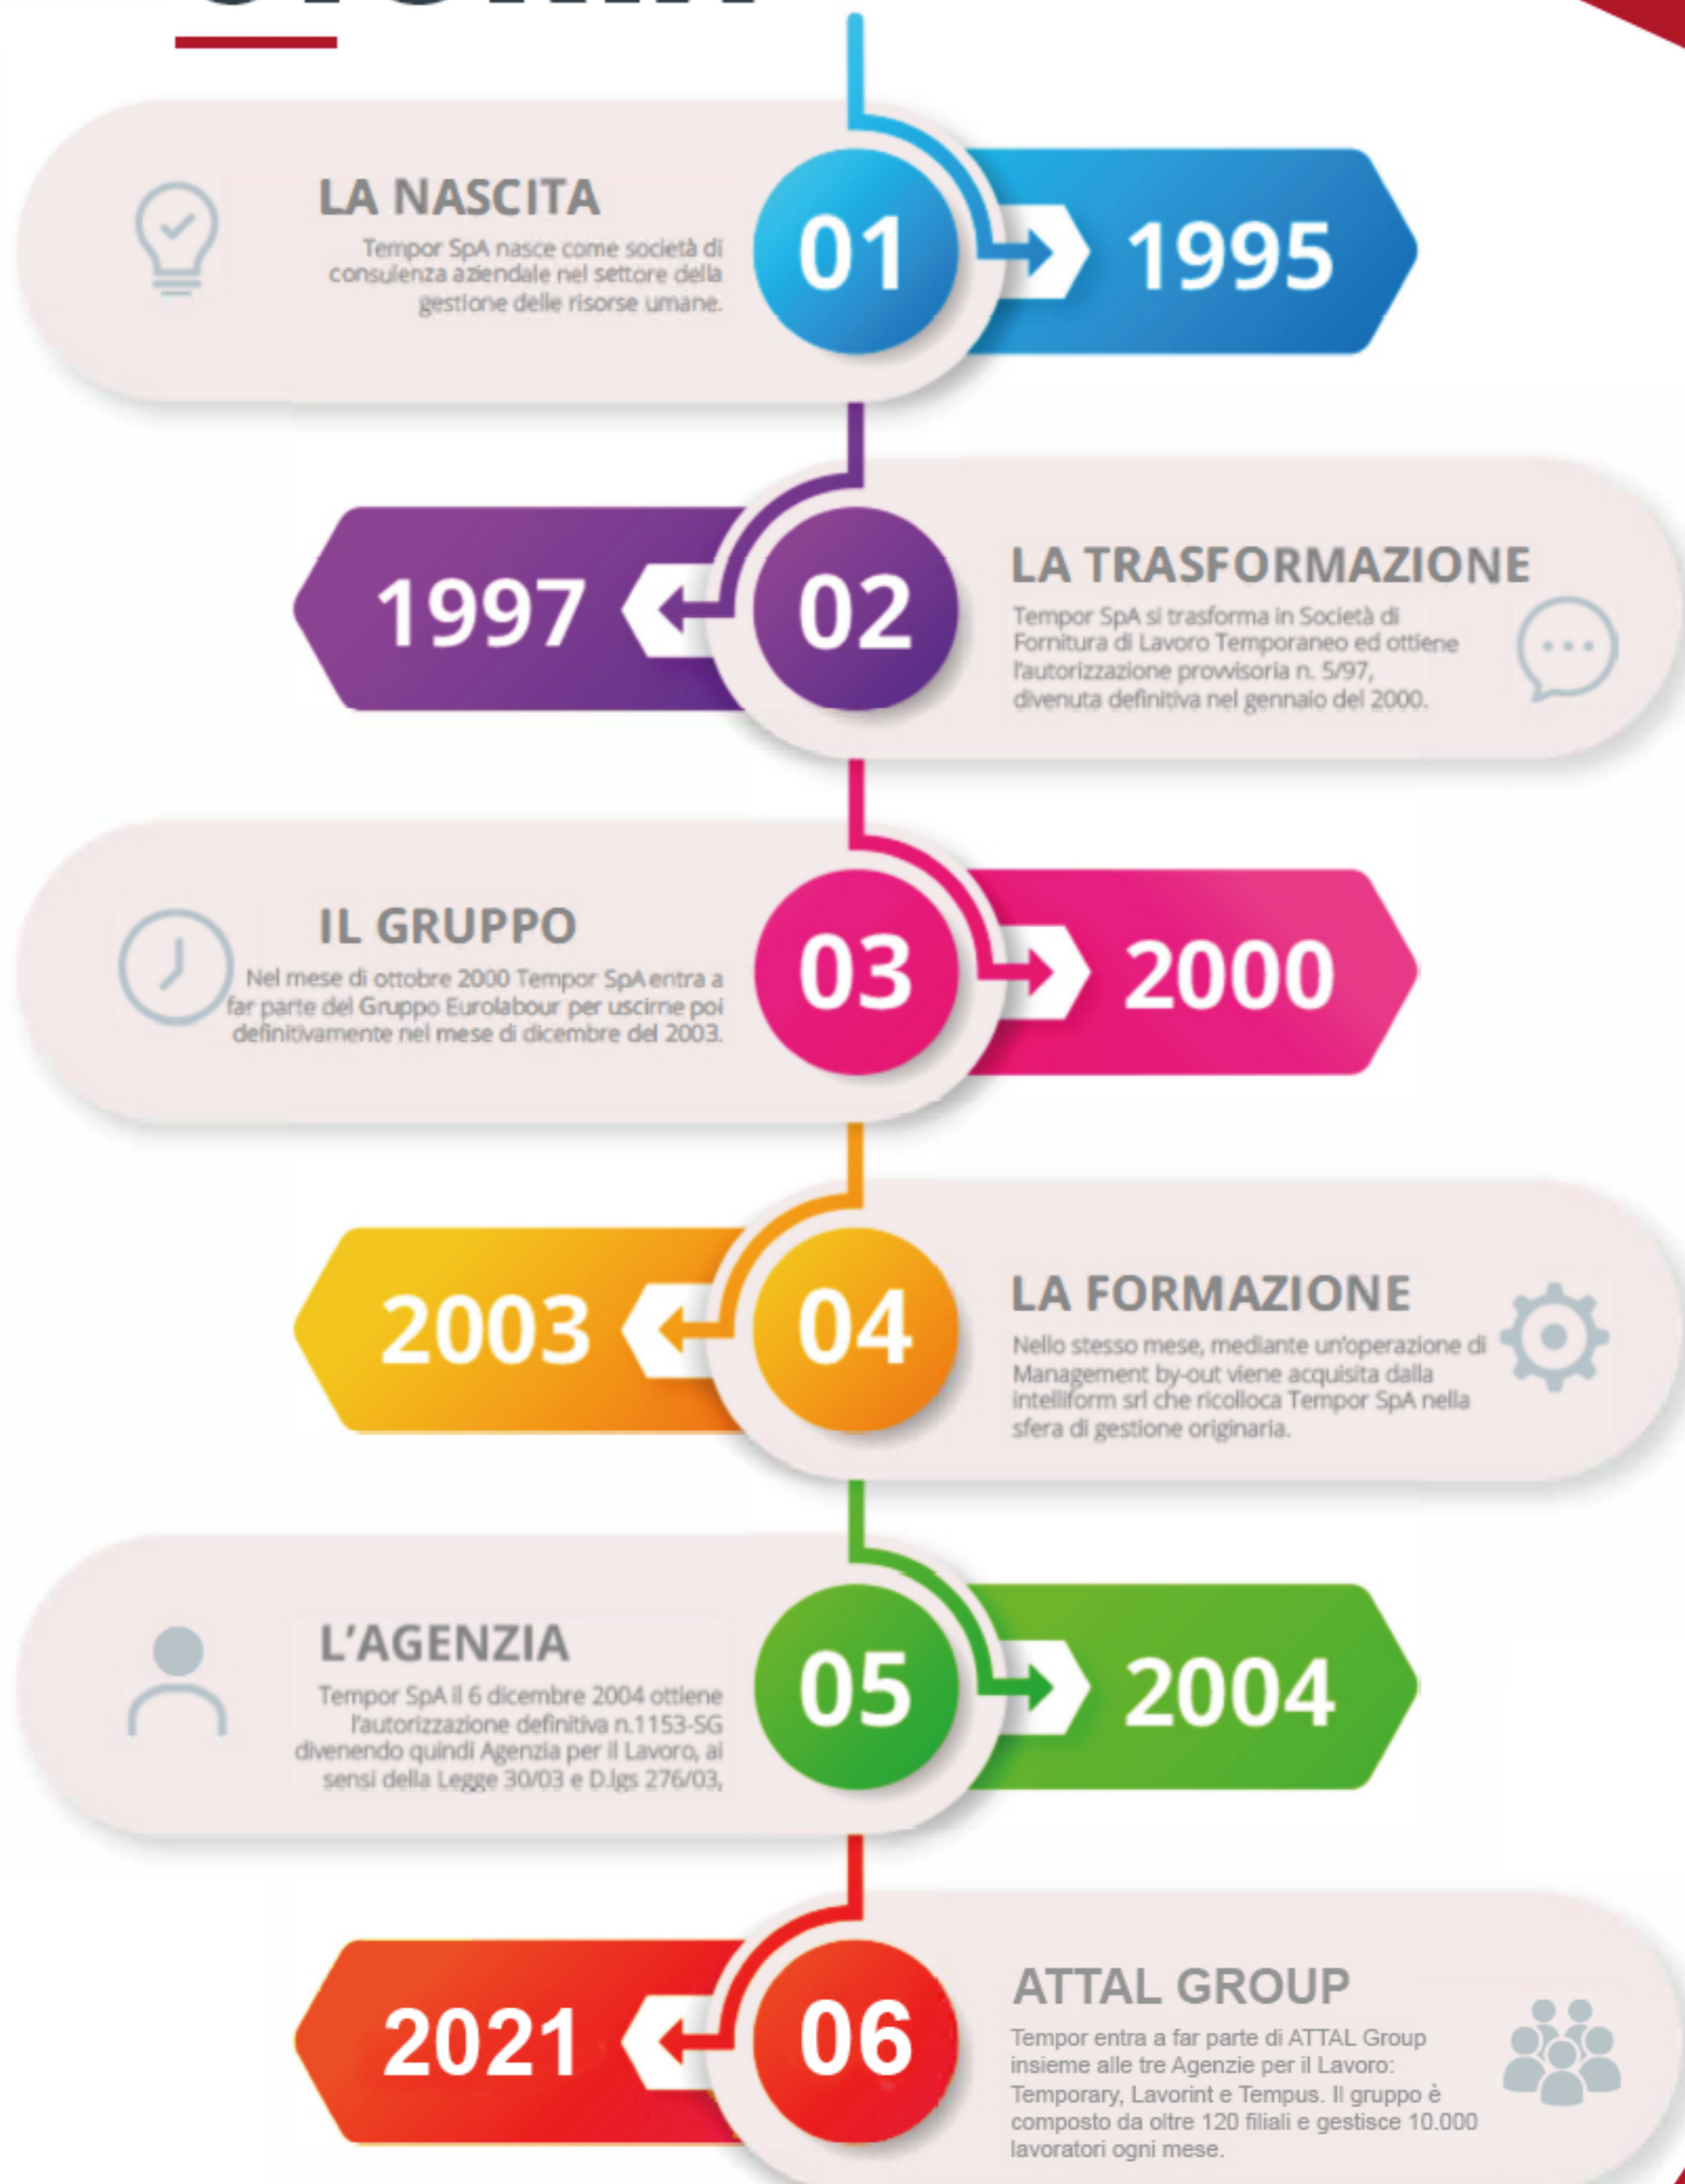 LA NASCITA
Tempor SpA nasce come società di
consulenza aziendale nel settore della
gestione delle risorse umane.
01
1995
1997
02
LA TRASFORMAZIONE
Tempor SpA si trasforma in Società di
Fornitura di Lavoro Temporaneo ed ottiene
l'autorizzazione provvisoria n. 5/97,
divenuta definitiva nel gennaio del 2000.
IL GRUPPO
Nel mese di ottobre 2000 Tempor SpA entra a
far parte del Gruppo Eurolabour per uscirne poi
definitivamente nel mese di dicembre del 2003.
03
2000
2003
04
LA FORMAZIONE
Nello stesso mese, mediante un'operazione di
Management by-out viene acquisita dalla
intelliform srl che ricolloca Tempor SpA nella
sfera di gestione originaria.
L'AGENZIA
Tempor SpA il 6 dicembre 2004 ottiene
l'autorizzazione definitiva n.1153-SG
divenendo quindi Agenzia per il Lavoro, ai
sensi della Legge 30/03 e D.lgs 276/03,
05
2004
2021
06
ATTAL GROUP
Tempor entra a far parte di ATTAL Group
insieme alle tre Agenzie per il Lavoro:
Temporary, Lavorint e Tempus. Il gruppo è
composto da oltre 120 filiali e gestisce 10.000
lavoratori ogni mese.